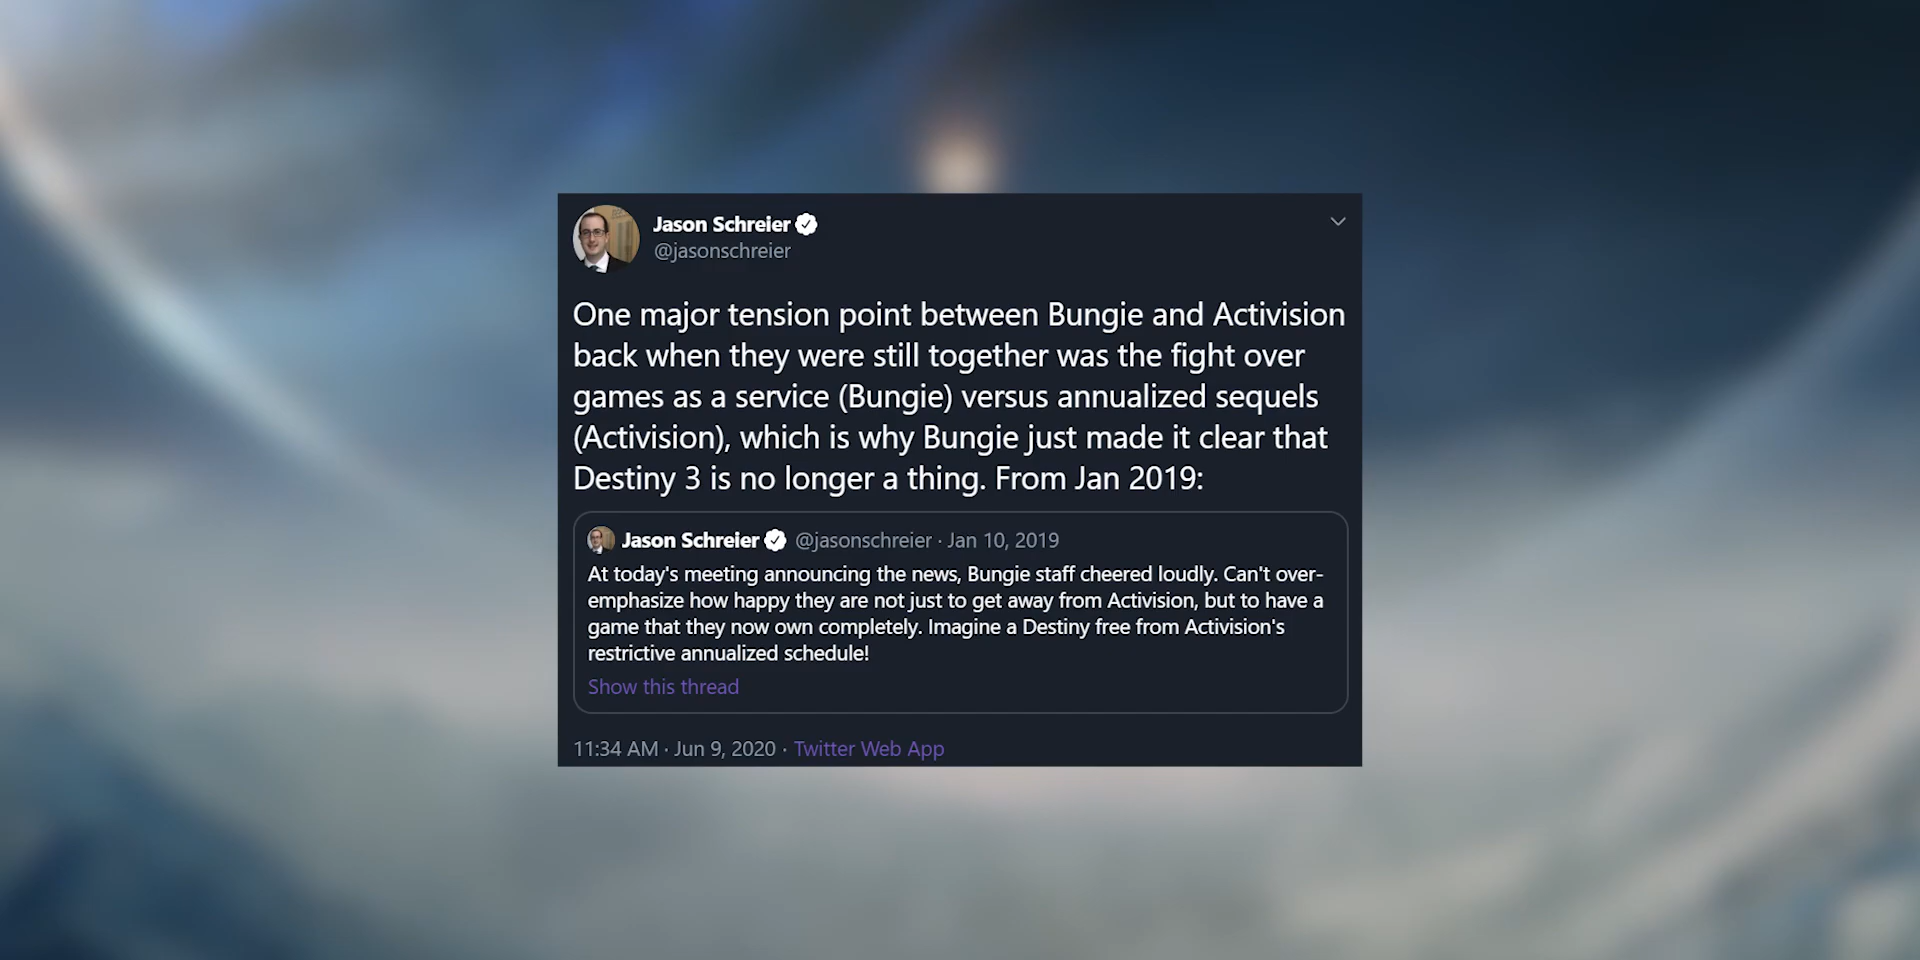 Jason Schreier
@jasonschreier
One major tension point between Bungie and Activision
back when they were still together was the fight over
games as a service (Bungie) versus annualized sequels
(Activision), which is why Bungie just made it clear that
Destiny 3 is no longer a thing. From Jan 2019:
Jason Schreier @jasonschreier · Jan 10, 2019
At today's meeting announcing the news, Bungie staff cheered loudly. Can't over-
emphasize how happy they are not just to get away from Activision, but to have a
game that they now own completely. Imagine a Destiny free from Activision's
restrictive annualized schedule!
Show this thread
11:34 AM · Jun 9, 2020 · Twitter Web App